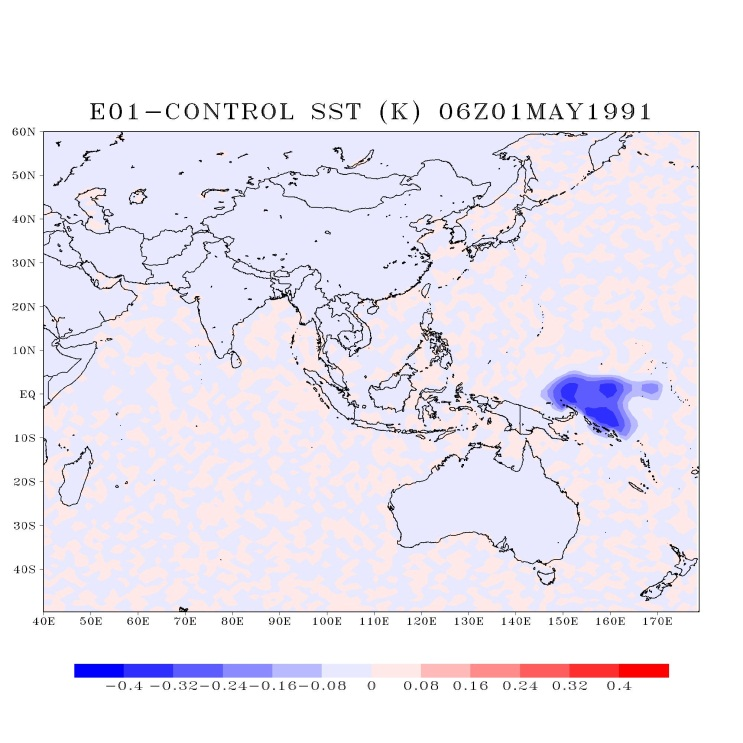 E01−CONTROL SST (K) 06Z01MAY1991
60N
50N
40N
30N
20N
10N
EQ
10S
20S
30S
40S
40E 50E 60E 70E 80E 90E 100E 110E 120E 130E 140E 150E 160E 170E
−0.4 −0.32 −0.24 −0.16 −0.08 0 0.08 0.16 0.24 0.32 0.4